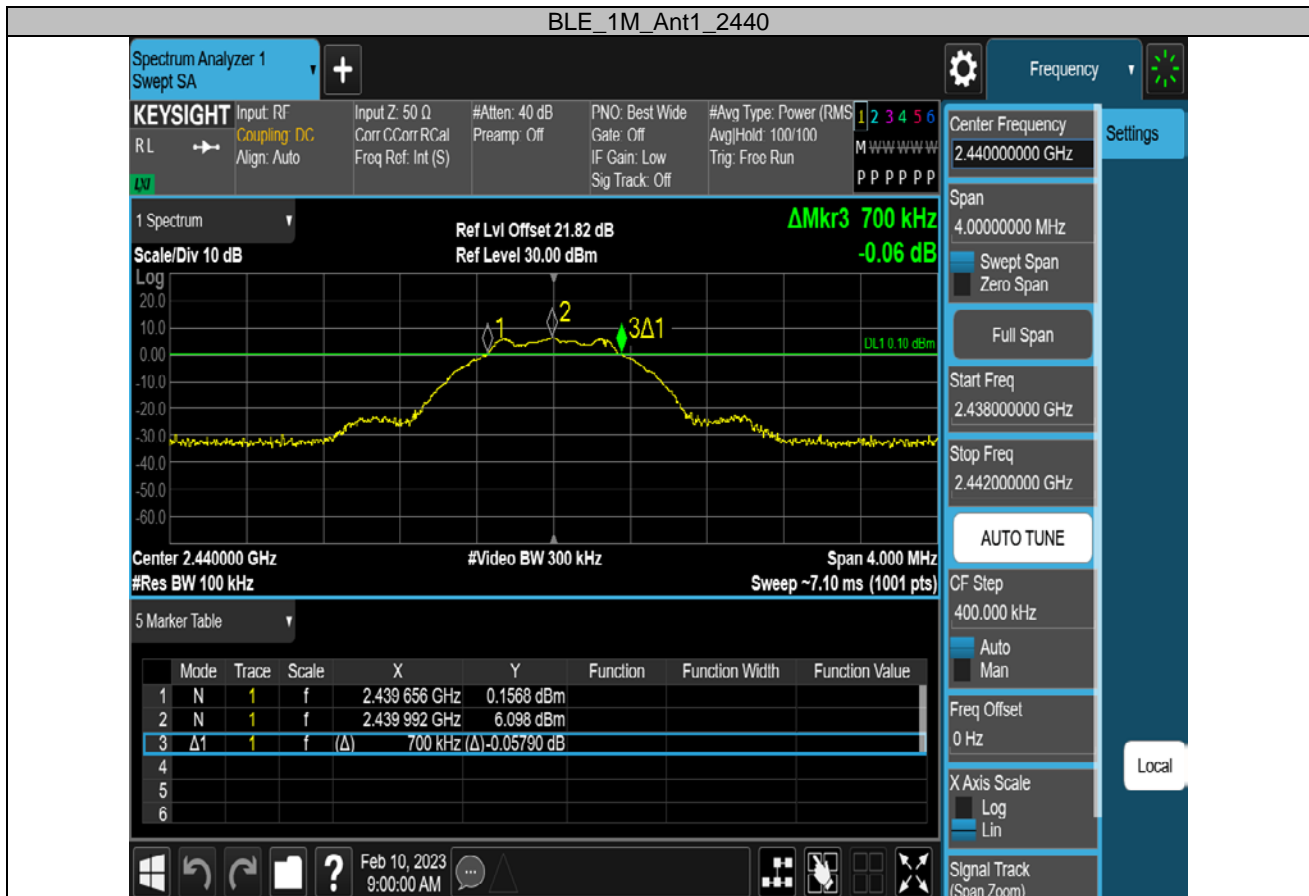 BLE_1M_Ant1_2440
Spectrum Analyzer 1
Swept SA
+
Frequency
KEYSIGHT
RL
LXI
Input: RF
Coupling: DC
Align: Auto
Input Z: 50 Ω
Corr CCorr RCal
Freq Ref: Int (S)
#Atten: 40 dB
Preamp: Off
PNO: Best Wide
Gate: Off
IF Gain: Low
Sig Track: Off
#Avg Type: Power (RMS
Avg|Hold: 100/100
Trig: Free Run
1 2 3 4 5 6
M W W W W W
P P P P P P
1 Spectrum
Scale/Div 10 dB
Ref Lvl Offset 21.82 dB
Ref Level 30.00 dBm
ΔMkr3 700 kHz
-0.06 dB
Log
20.0
10.0
0.00
-10.0
-20.0
-30.0
-40.0
-50.0
-60.0
1
2
3Δ1
DL1 0.10 dBm
Center 2.440000 GHz
#Video BW 300 kHz
Span 4.000 MHz
#Res BW 100 kHz
Sweep ~7.10 ms (1001 pts)
5 Marker Table
Mode Trace Scale X Y Function Function Width Function Value
1 N 1 f 2.439 656 GHz 0.1568 dBm
2 N 1 f 2.439 992 GHz 6.098 dBm
3 Δ1 1 f (Δ) 700 kHz (Δ)-0.05790 dB
4
5
6
Feb 10, 2023
9:00:00 AM
?
Center Frequency
2.440000000 GHz
Settings
Span
4.00000000 MHz
Swept Span
Zero Span
Full Span
Start Freq
2.438000000 GHz
Stop Freq
2.442000000 GHz
AUTO TUNE
CF Step
400.000 kHz
Auto
Man
Freq Offset
0 Hz
Local
X Axis Scale
Log
Lin
Signal Track
(Span Zoom)